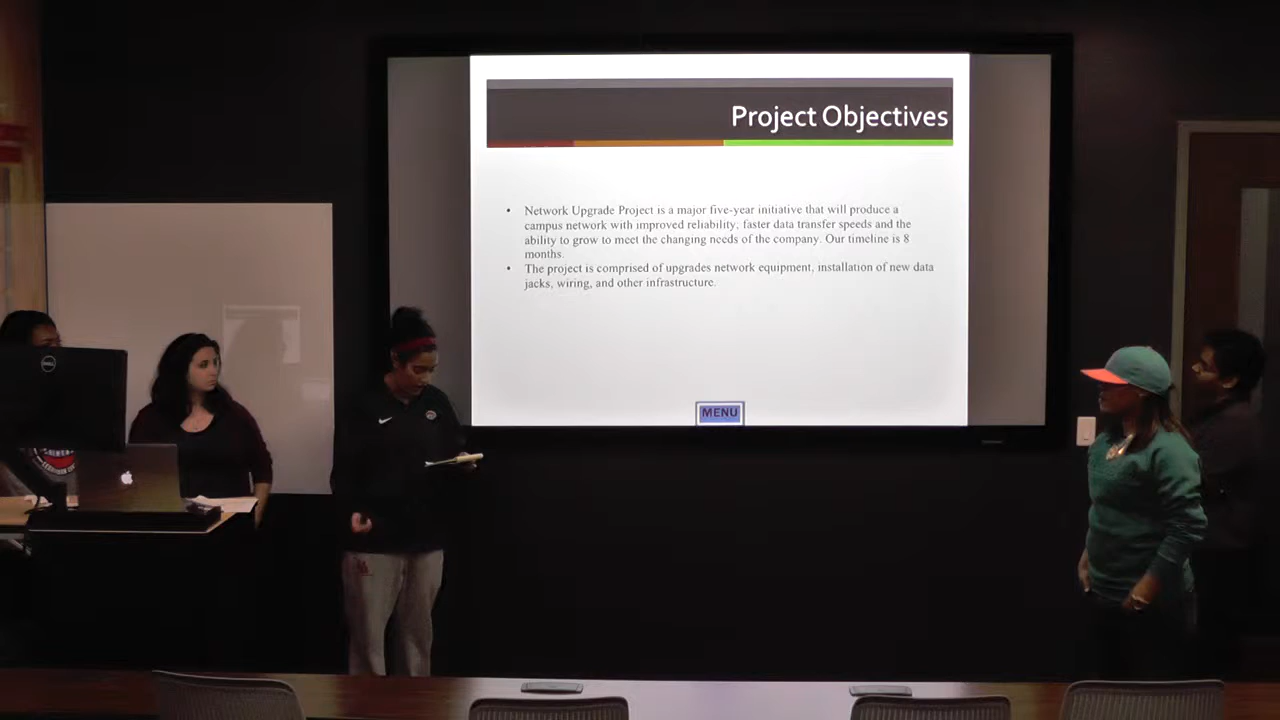 Project Objectives
• Network Upgrade Project is a major five-year initiative that will produce a
campus network with improved reliability; faster data transfer speeds and the
ability to grow to meet the changing needs of the company. Our timeline is 8
months.
• The project is comprised of upgrades network equipment, installation of new data
jacks, wiring, and other infrastructure.
MENU
DELL